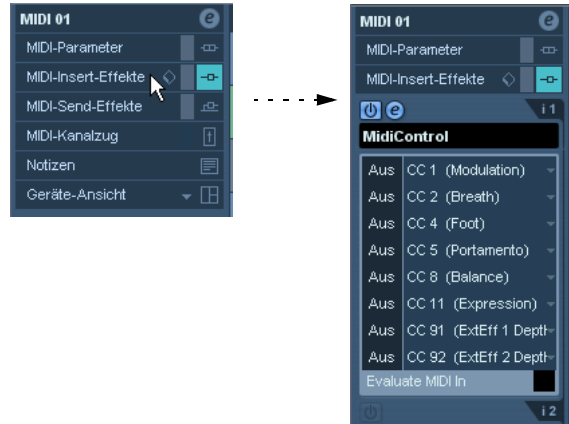 MIDI 01
MIDI-Parameter
MIDI-Insert-Effekte
MIDI-Send-Effekte
MIDI-Kanalzug
Notizen
Geräte-Ansicht
MIDI 01
MIDI-Parameter
MIDI-Insert-Effekte
i 1
MidiControl
Aus CC 1 (Modulation)
Aus CC 2 (Breath)
Aus CC 4 (Foot)
Aus CC 5 (Portamento)
Aus CC 8 (Balance)
Aus CC 11 (Expression)
Aus CC 91 (ExtEff 1 Depth
Aus CC 92 (ExtEff 2 Depth
Evaluate MIDI In
i 2